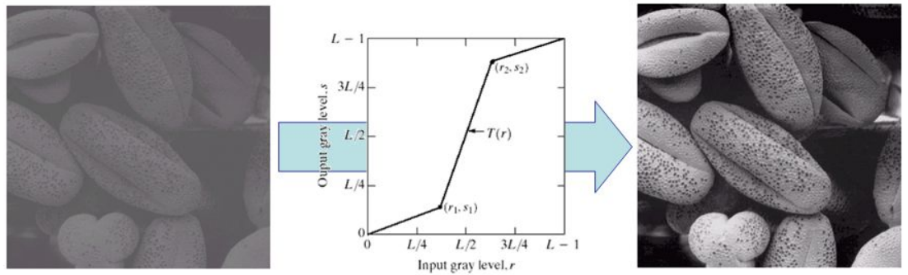 L − 1
3L/4
L/2
L/4
0
Ouput gray level, s
(r₂, s₂)
T(r)
(r₁, s₁)
0 L/4 L/2 3L/4 L − 1
Input gray level, r